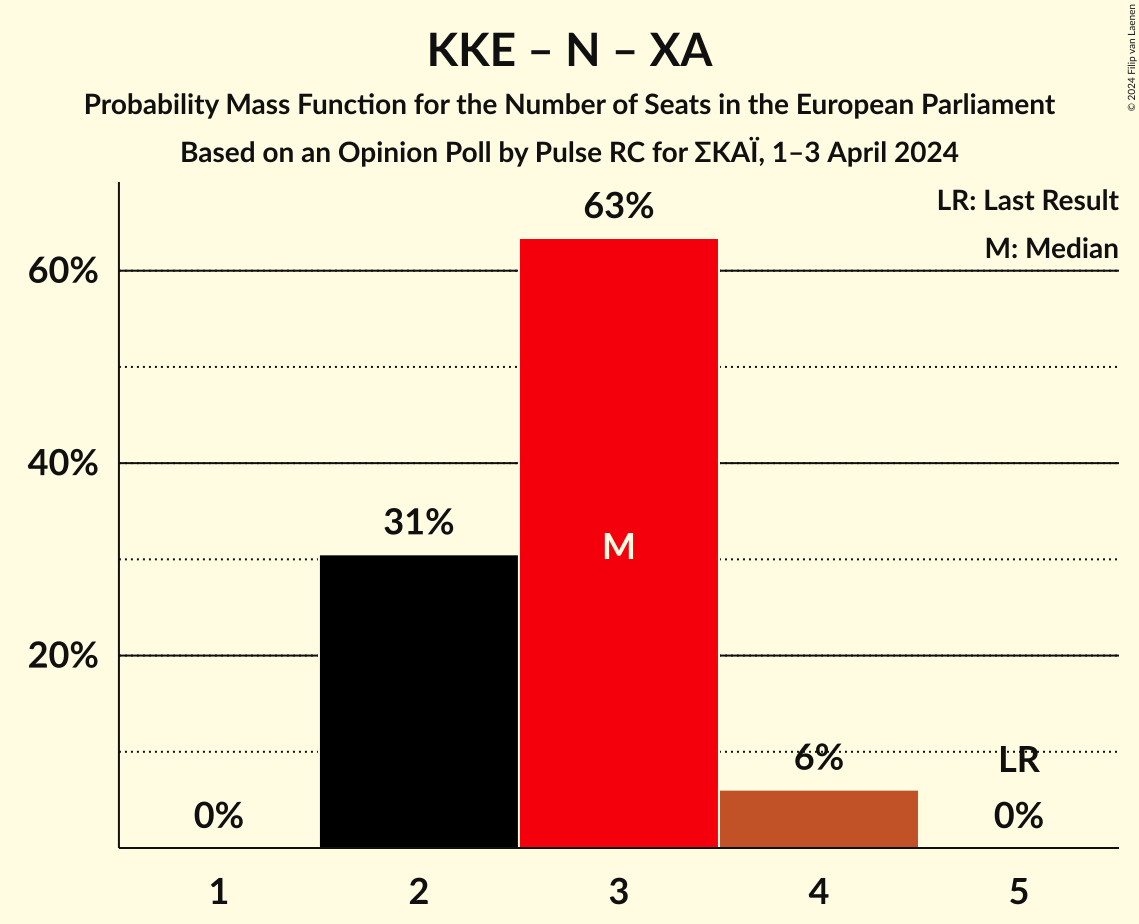 KKE – N – ΧΑ
Probability Mass Function for the Number of Seats in the European Parliament
Based on an Opinion Poll by Pulse RC for ΣΚΑΪ, 1–3 April 2024
© 2024 Filip van Laenen
LR: Last Result
M: Median
63%
60%
40%
31%
M
20%
6%
LR
0%
0%
1
2
3
4
5